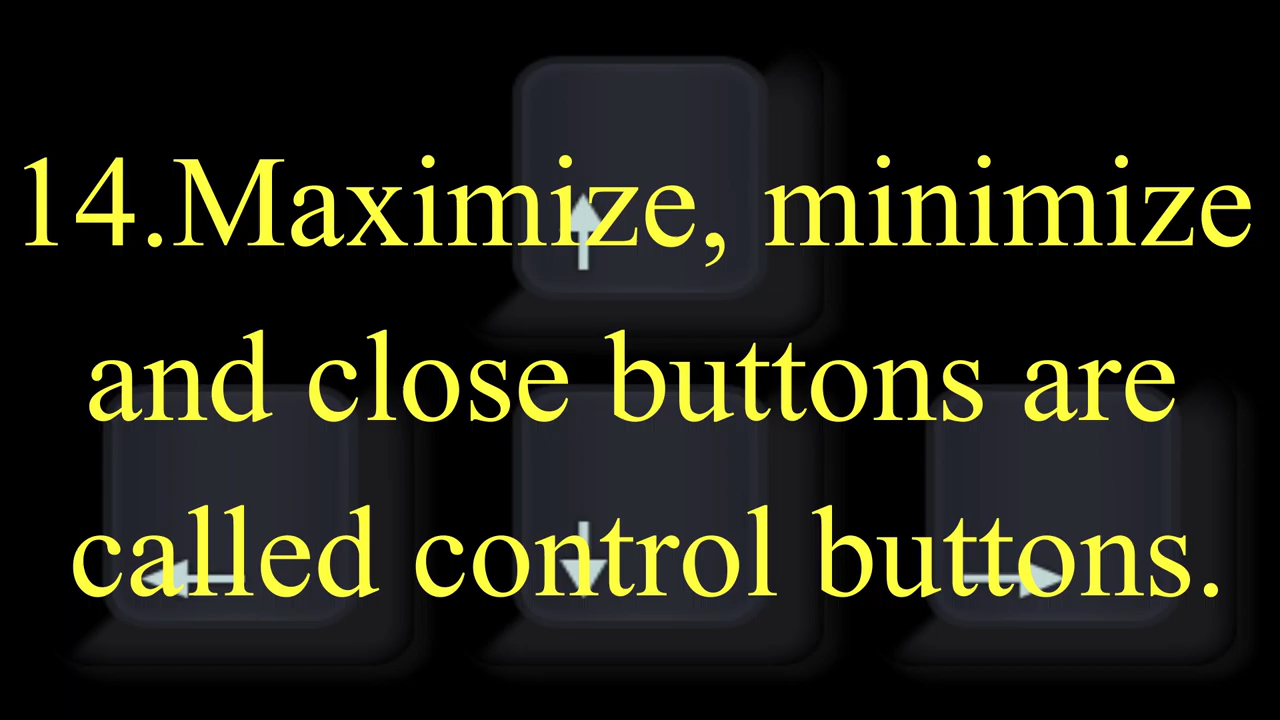 14.Maximize, minimize
and close buttons are
called control buttons.